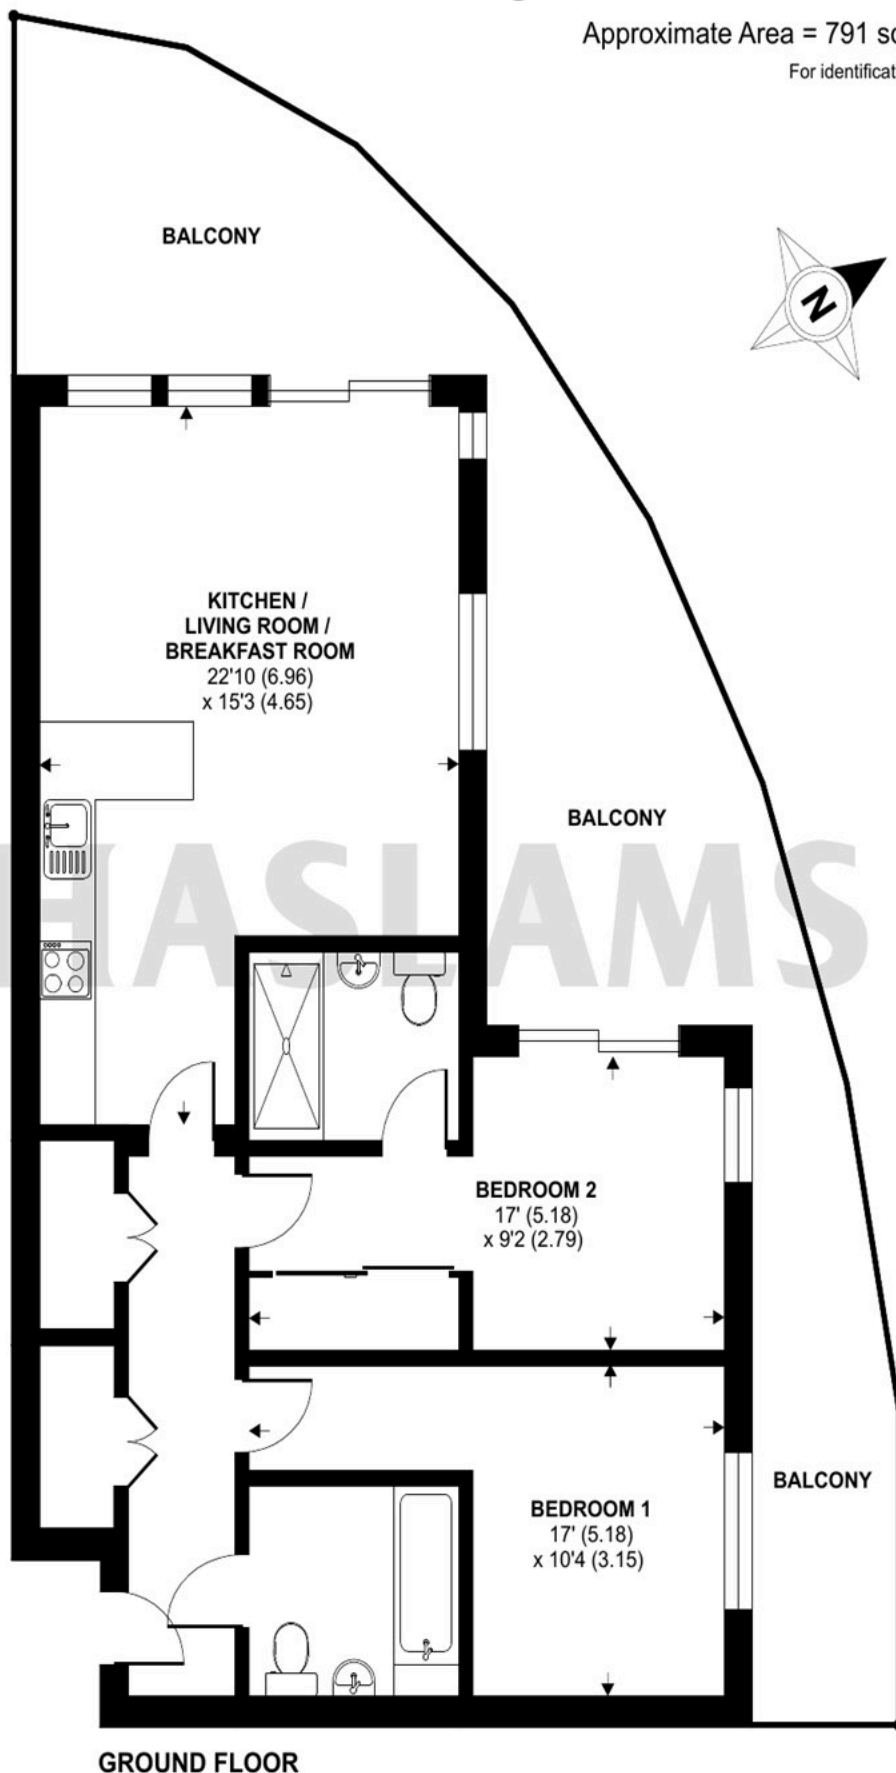 Approximate Area = 791
For
BALCONY
N
KITCHEN /
LIVING ROOM /
BREAKFAST ROOM
22'10 (6.96)
x 15'3 (4.65)
BALCONY
HASLAMS
BEDROOM 2
17' (5.18)
x 9'2 (2.79)
BALCONY
BEDROOM 1
17' (5.18)
x 10'4 (3.15)
GROUND FLOOR